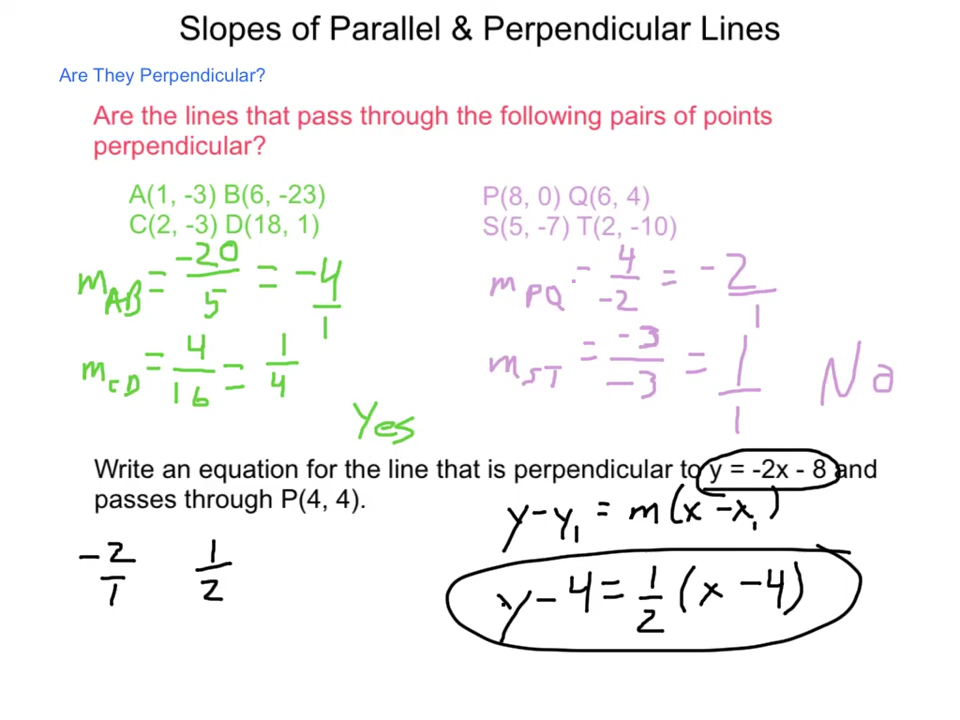 Slopes of Parallel & Perpendicular Lines
Are They Perpendicular?
Are the lines that pass through the following pairs of points
perpendicular?
A(1, -3) B(6, -23)
C(2, -3) D(18, 1)
m_AB = -20/5 = -4/1
m_CD = 4/16 = 1/4
Yes
P(8, 0) Q(6, 4)
S(5, -7) T(2, -10)
m_PQ = 4/-2 = -2/1
m_ST = -3/-3 = 1/1
No
Write an equation for the line that is perpendicular to y = -2x - 8 and
passes through P(4, 4).
-2/1 1/2
y-y₁ = m(x-x₁)
y-4 = 1/2 (x-4)